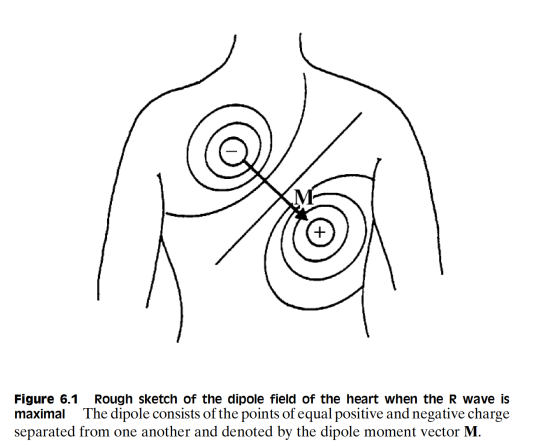 −
M
+
Figure 6.1 Rough sketch of the dipole field of the heart when the R wave is
maximal The dipole consists of the points of equal positive and negative charge
separated from one another and denoted by the dipole moment vector M.